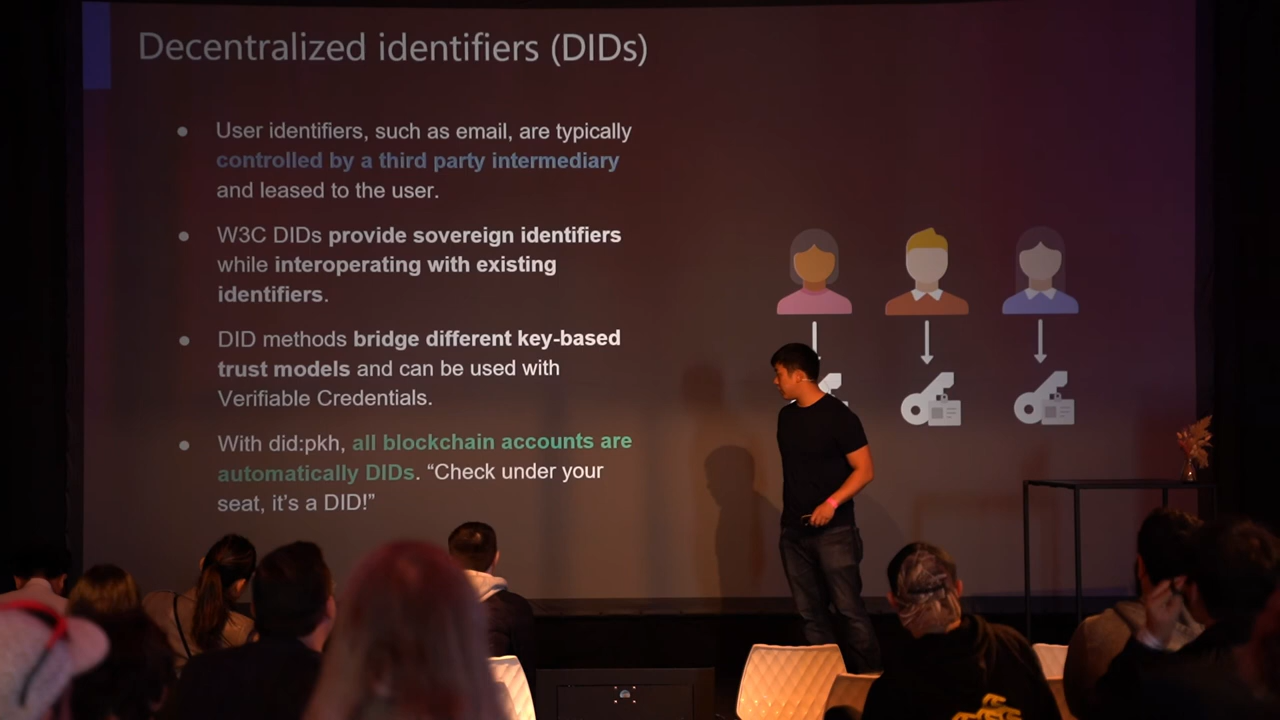 Decentralized identifiers (DIDs)
● User identifiers, such as email, are typically
controlled by a third party intermediary
and leased to the user.
● W3C DIDs provide sovereign identifiers
while interoperating with existing
identifiers.
● DID methods bridge different key-based
trust models and can be used with
Verifiable Credentials.
● With did:pkh, all blockchain accounts are
automatically DIDs. “Check under your
seat, it’s a DID!”